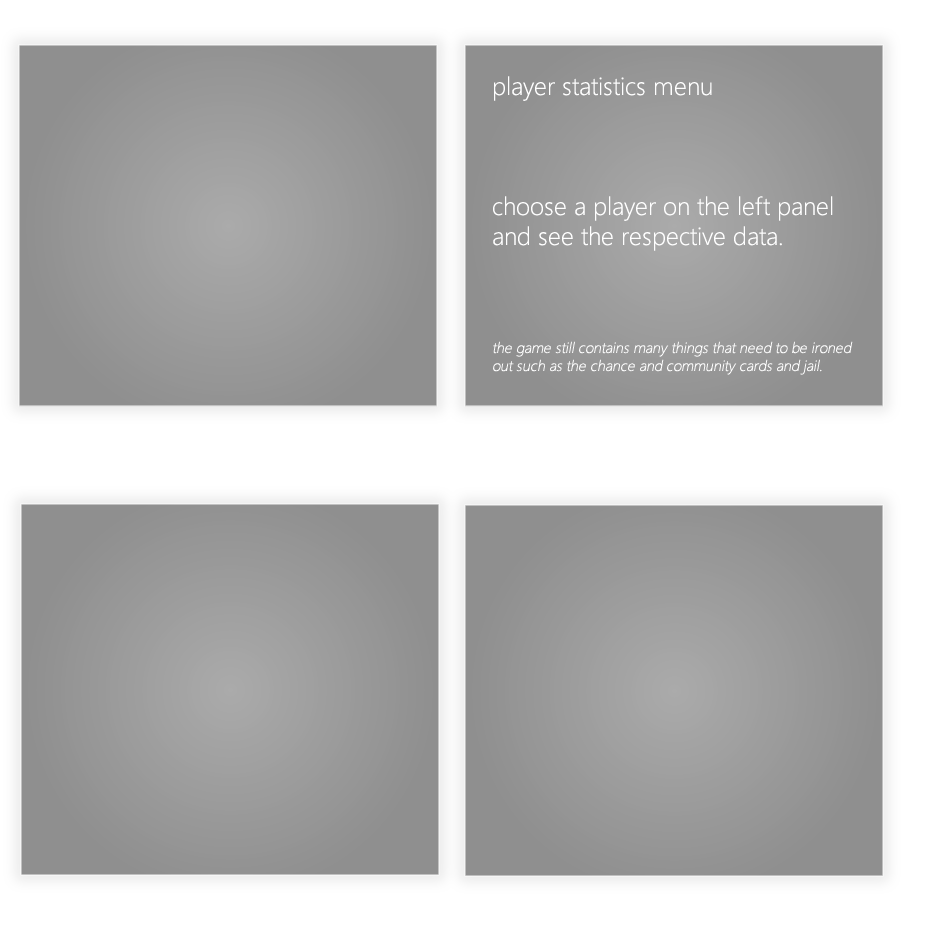 player statistics menu
choose a player on the left panel
and see the respective data.
the game still contains many things that need to be ironed
out such as the chance and community cards and jail.